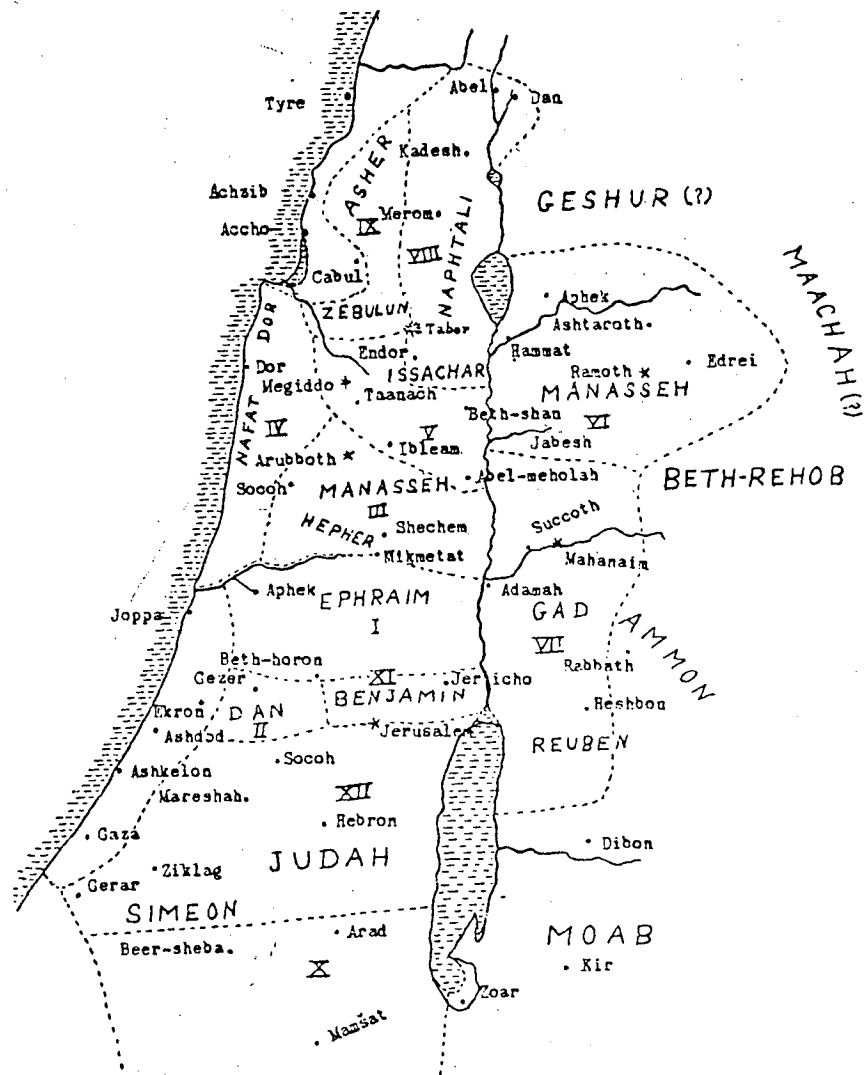 Abel
Dan
Tyre
ASHER
Kadesh
Achzib
GESHUR (?)
Merom
NAPHTALI
IX
Accho
VIII
MAACHAH (?)
Cabul
Aphek
ZEBULUN
Tabor
Ashtaroth
NAFAT DOR
Endor
Hammat
Dor
ISSACHAR
Ramoth
Edrei
Megiddo
Taanach
MANASSEH
Beth-shan
VI
IV
V
Jabesh
Ibleam
Arubboth
Abel-meholah
BETH-REHOB
Socoh
MANASSEH
III
HEPHER
Shechem
Succoth
Mikmetat
Mahanaim
Aphek
EPHRAIM
Adamah
Joppa
I
GAD
AMMON
VII
Rabbath
Beth-horon
XI
Jericho
Gezer
BENJAMIN
Heshbon
Ekron
DAN
II
Ashdod
Jerusalem
REUBEN
Socoh
Ashkelon
Mareshah
XII
Hebron
Gaza
Dibon
JUDAH
Ziklag
Gerar
SIMEON
Arad
MOAB
Beer-sheba
X
Kir
Zoar
Mamšat